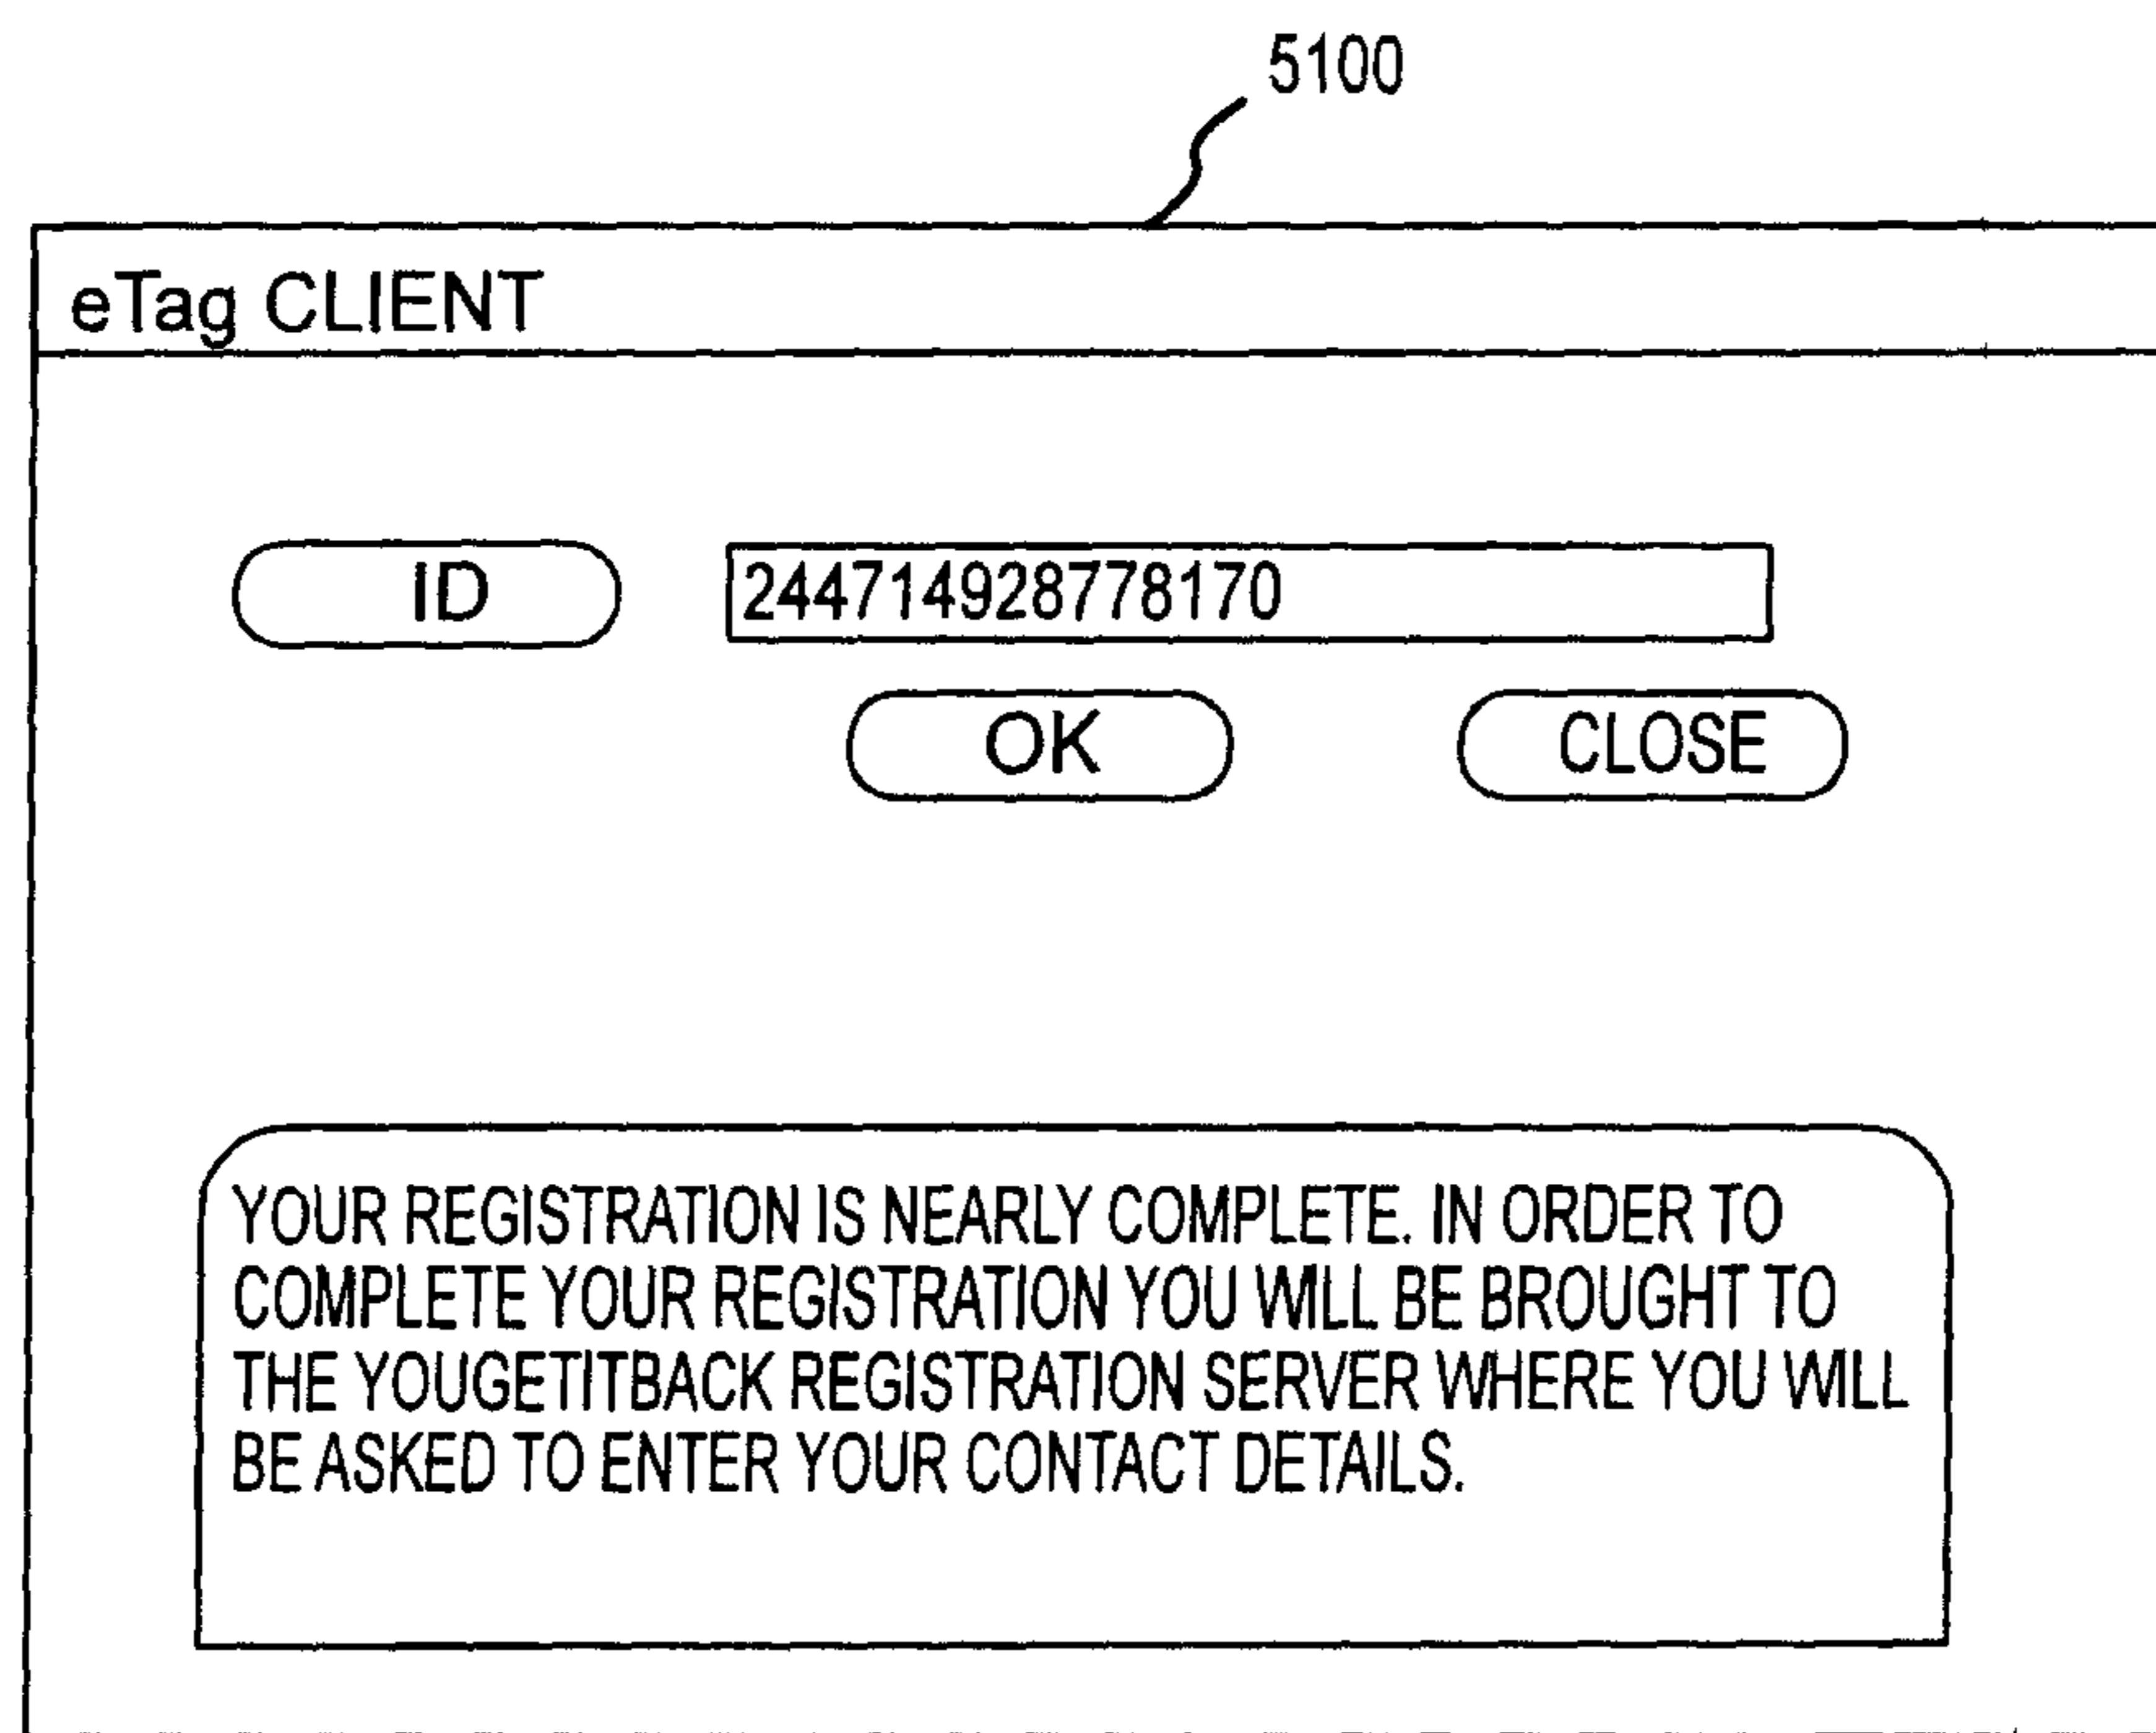 5100
eTag CLIENT
ID
244714928778170
OK
CLOSE
YOUR REGISTRATION IS NEARLY COMPLETE. IN ORDER TO
COMPLETE YOUR REGISTRATION YOU WILL BE BROUGHT TO
THE YOUGETITBACK REGISTRATION SERVER WHERE YOU WILL
BE ASKED TO ENTER YOUR CONTACT DETAILS.